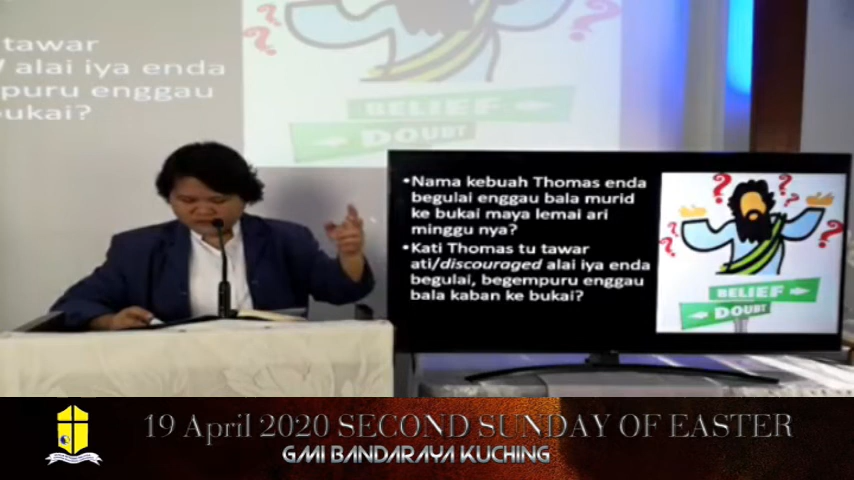 tawar
alai iya enda
puru enggau
ukai?
BELIEF
DOUBT
•Nama kebuah Thomas enda
begulai enggau bala murid
ke bukai maya lemai ari
minggu nya?
•Kati Thomas tu tawar
ati/discouraged alai iya enda
begulai, begempuru enggau
bala kaban ke bukai?
BELIEF
DOUBT
19 April 2020 SECOND SUNDAY OF EASTER
GMI BANDARAYA KUCHING